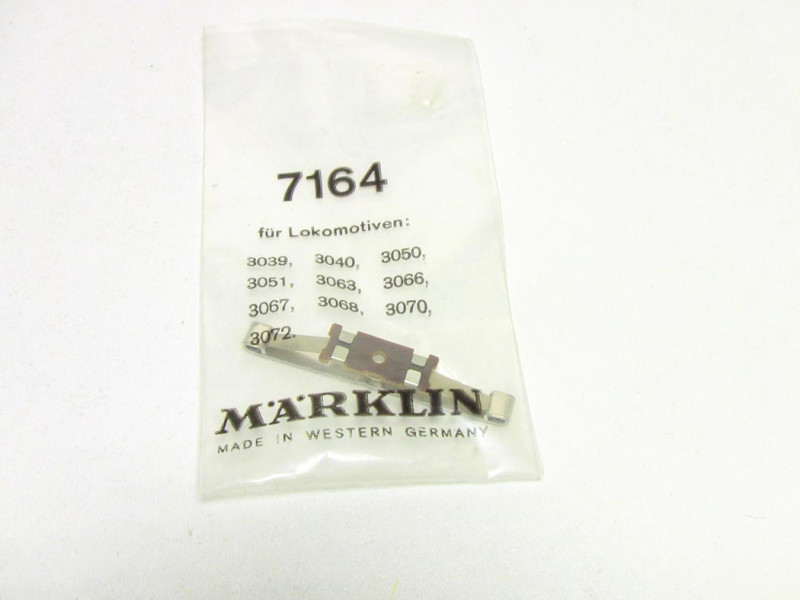 7164
für Lokomotiven:
3039, 3040, 3050,
3051, 3063, 3066,
3067, 3068, 3070,
3072.
MÄRKLIN
MADE IN WESTERN GERMANY